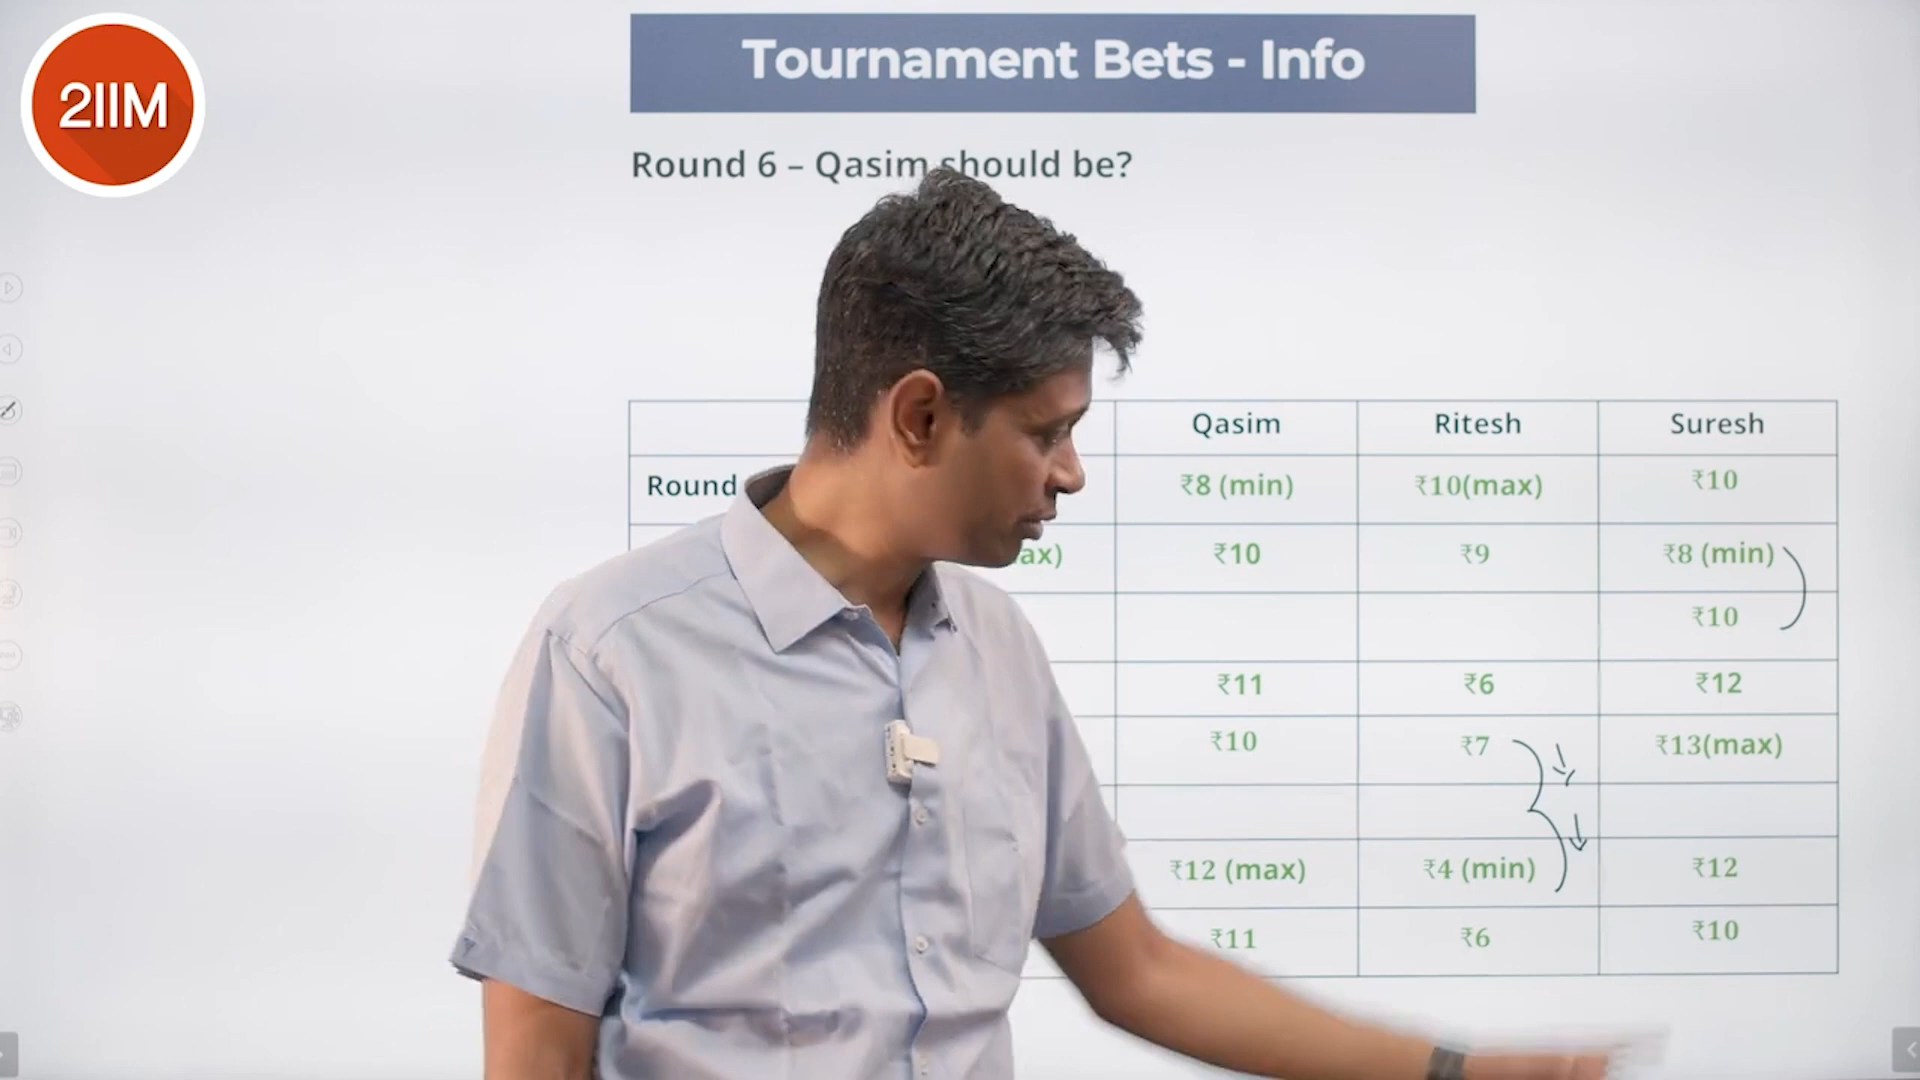 2IIM
Tournament Bets - Info
Round 6 – Qasim should be?
Qasim Ritesh Suresh
Round ₹8 (min) ₹10(max) ₹10
₹10 ₹9 ₹8 (min)
₹10
₹11 ₹6 ₹12
₹10 ₹7 ₹13(max)
₹12 (max) ₹4 (min) ₹12
₹11 ₹6 ₹10